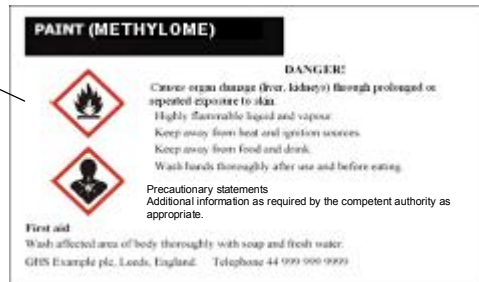 PAINT (METHYLOME)
DANGER!
Causes organ damage (liver, kidneys) through prolonged or
repeated exposure to skin.
Highly flammable liquid and vapour.
Keep away from heat and ignition sources.
Keep away from food and drink.
Wash hands thoroughly after use and before eating.
Precautionary statements
Additional information as required by the competent authority as
appropriate.
First aid
Wash affected area of body thoroughly with soap and fresh water.
GHS Example plc, Leeds, England. Telephone 44 999 999 9999